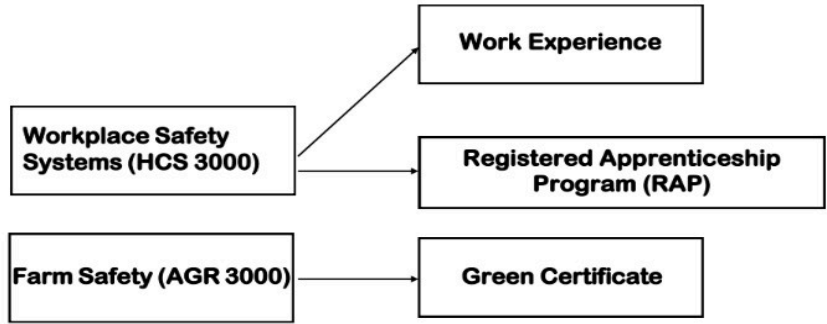 Work Experience
Workplace Safety
Systems (HCS 3000)
Registered Apprenticeship
Program (RAP)
Farm Safety (AGR 3000)
Green Certificate